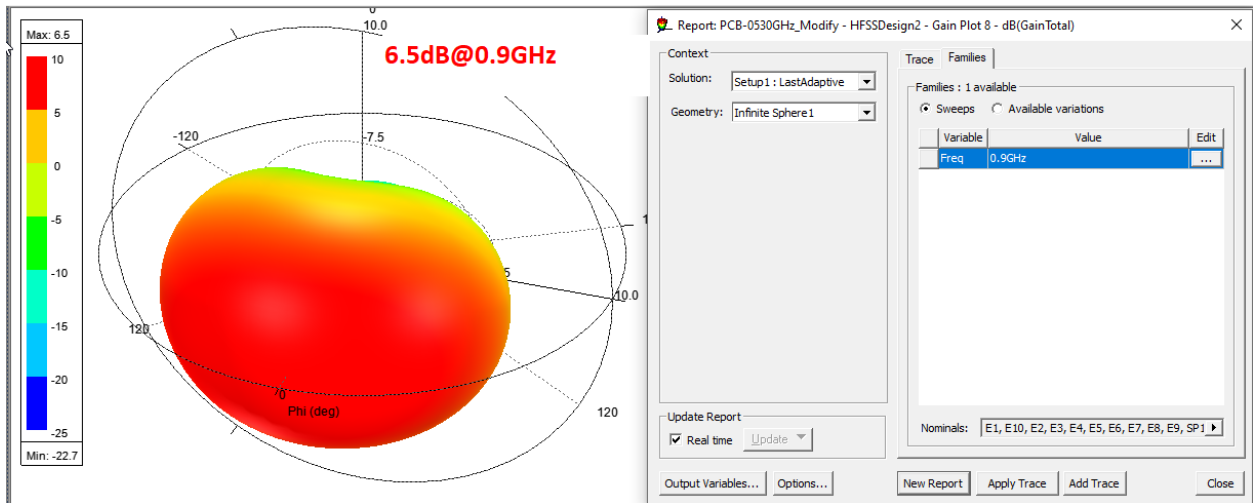 Max: 6.5
10
5
0
-5
-10
-15
-20
-25
Min: -22.7
0
10.0
6.5dB@0.9GHz
-120
-7.5
5
10.0
120
0
Phi (deg)
120
Report: PCB-0530GHz_Modify - HFSSDesign2 - Gain Plot 8 - dB(GainTotal)
Context
Solution: Setup1 : LastAdaptive
Geometry: Infinite Sphere1
Update Report
Real time Update
Trace Families
Families : 1 available
Sweeps Available variations
Variable Value Edit
Freq 0.9GHz ...
Nominals: E1, E10, E2, E3, E4, E5, E6, E7, E8, E9, SP1
Output Variables... Options... New Report Apply Trace Add Trace Close